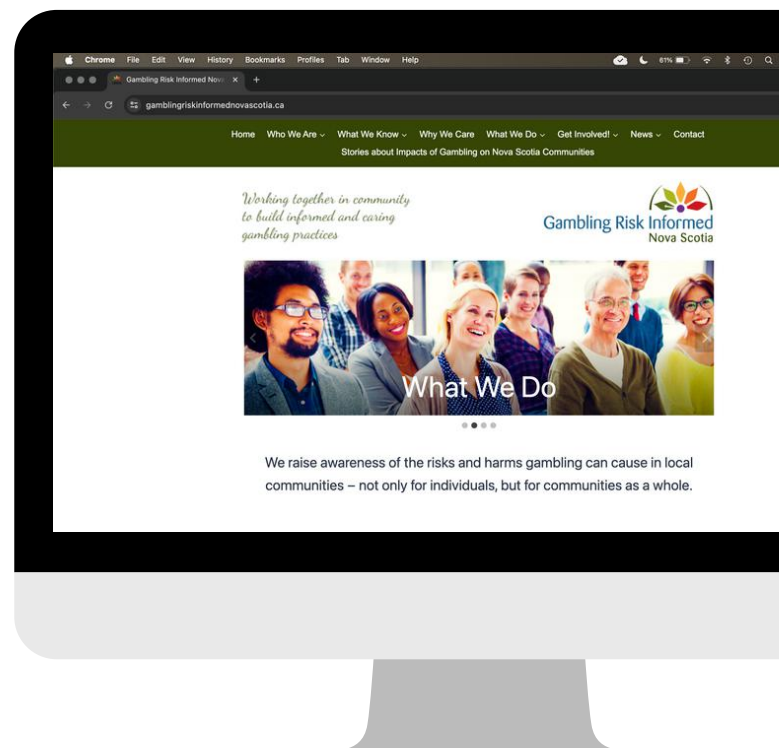 Chrome File Edit View History Bookmarks Profiles Tab Window Help 61%
Gambling Risk Informed Nova
gamblingriskinformednovascotia.ca
Home Who We Are What We Know Why We Care What We Do Get Involved! News Contact
Stories about Impacts of Gambling on Nova Scotia Communities
Working together in community
to build informed and caring
gambling practices
Gambling Risk Informed
Nova Scotia
What We Do
We raise awareness of the risks and harms gambling can cause in local
communities – not only for individuals, but for communities as a whole.